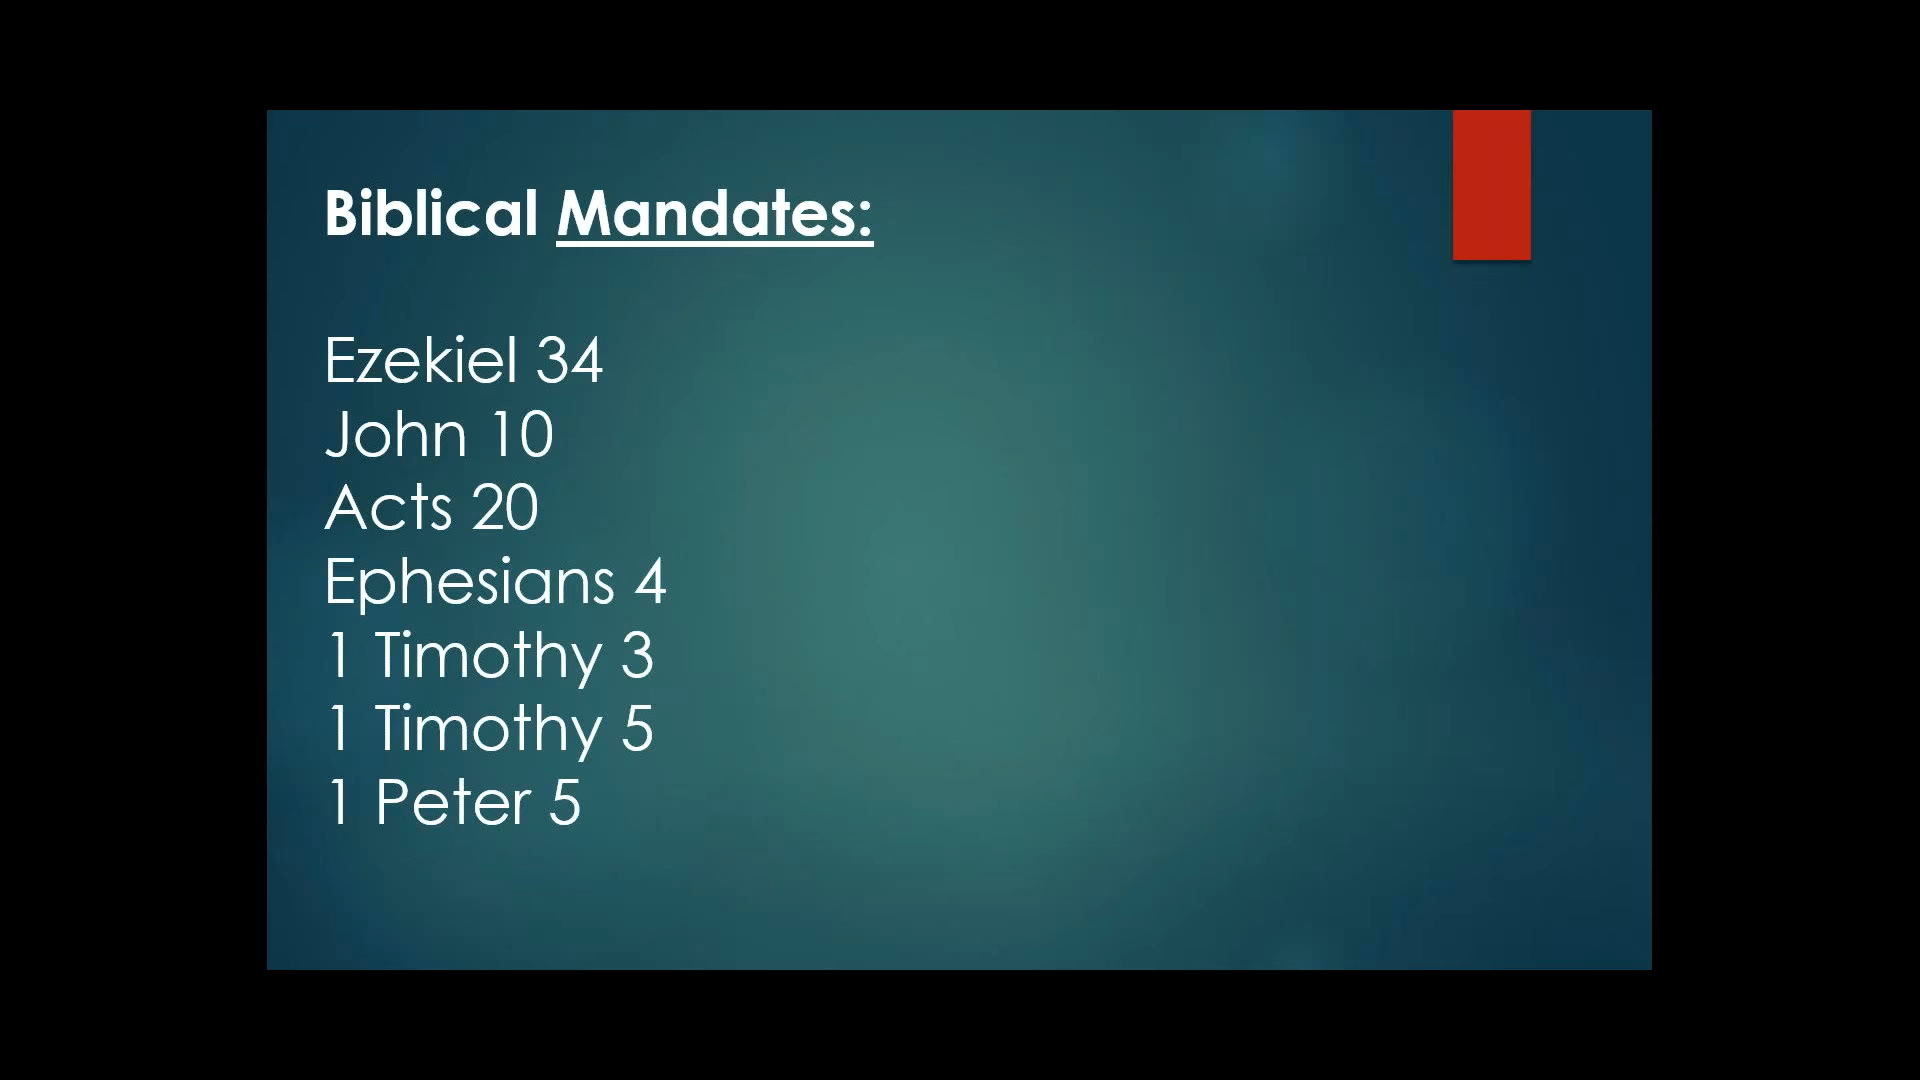 Biblical Mandates:
Ezekiel 34
John 10
Acts 20
Ephesians 4
1 Timothy 3
1 Timothy 5
1 Peter 5